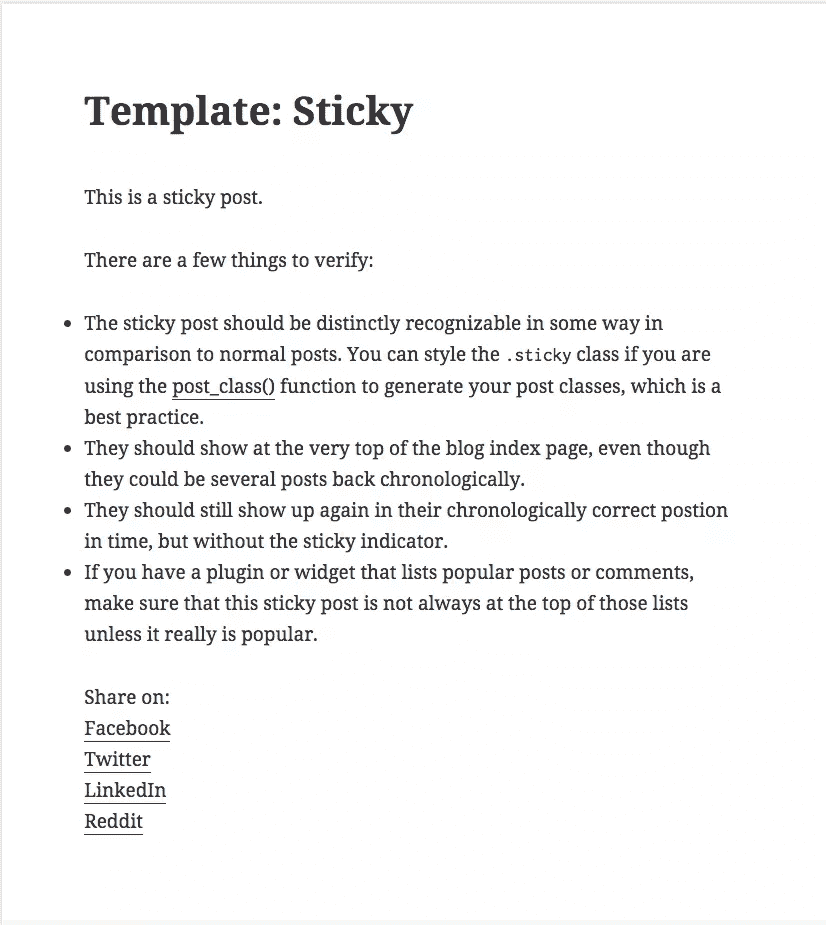 Template: Sticky
This is a sticky post.
There are a few things to verify:
The sticky post should be distinctly recognizable in some way in
comparison to normal posts. You can style the .sticky class if you are
using the post_class() function to generate your post classes, which is a
best practice.
They should show at the very top of the blog index page, even though
they could be several posts back chronologically.
They should still show up again in their chronologically correct postion
in time, but without the sticky indicator.
If you have a plugin or widget that lists popular posts or comments,
make sure that this sticky post is not always at the top of those lists
unless it really is popular.
Share on:
Facebook
Twitter
LinkedIn
Reddit